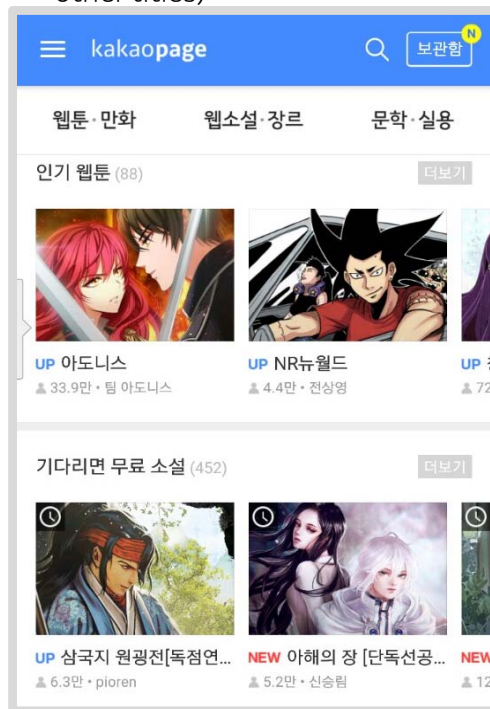 kakaopage
보관함 N
웹툰·만화 웹소설·장르 문학·실용
인기 웹툰 (88) 더보기
UP 아도니스 UP NR뉴월드 UP
33.9만 · 팀 아도니스 4.4만 · 전상영 72
기다리면 무료 소설 (452) 더보기
UP 삼국지 원굉전[독점연... NEW 아해의 장 [단독선공... NEW
6.3만 · pioren 5.2만 · 신승림 12